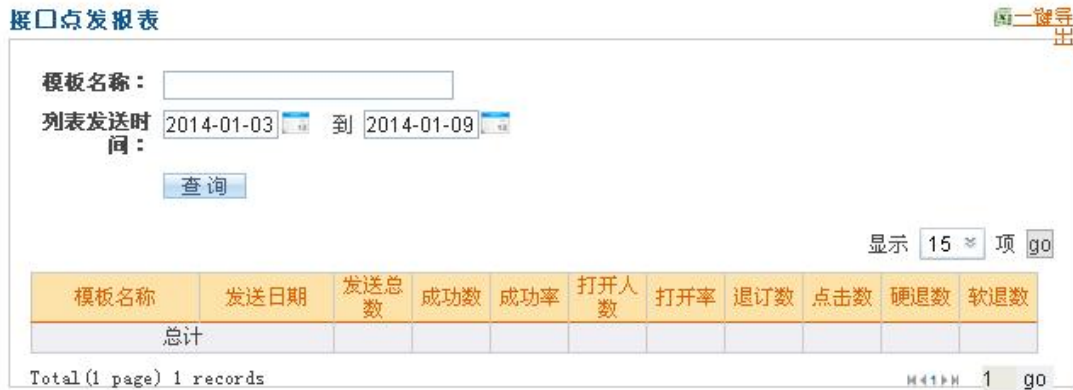 接口点发报表
一键导
出
模板名称：
列表发送时 2014-01-03 到 2014-01-09
间：
查询
显示 15 项 go
模板名称 发送日期 发送总数 成功数 成功率 打开人数 打开率 退订数 点击数 硬退数 软退数
总计
Total(1 page) 1 records 1 go